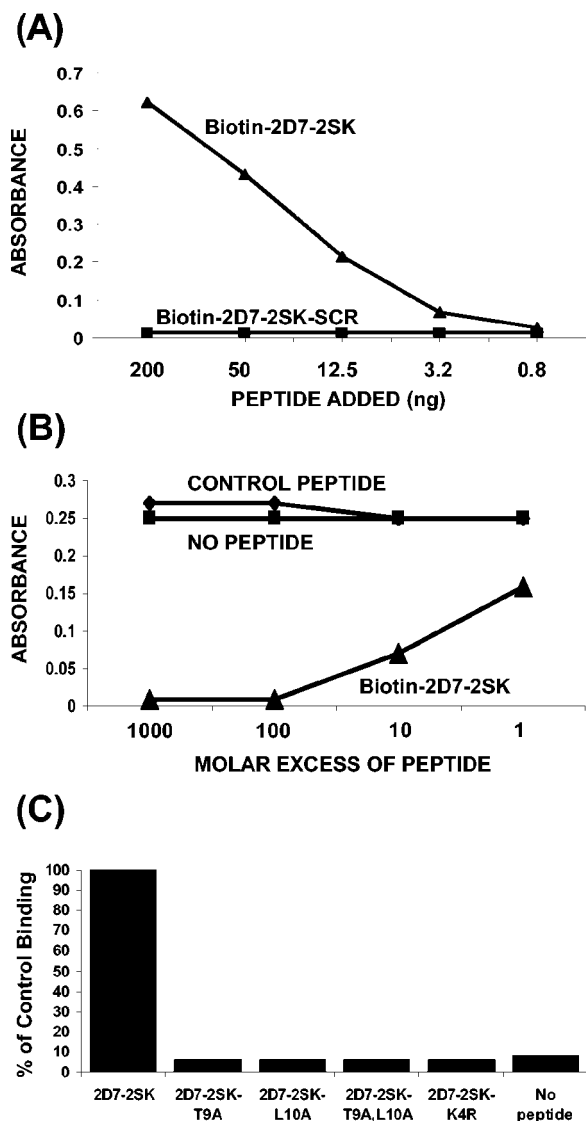 (A)
0.7
0.6
0.5
0.4
0.3
0.2
0.1
0
ABSORBANCE
Biotin-2D7-2SK
Biotin-2D7-2SK-SCR
200 50 12.5 3.2 0.8
PEPTIDE ADDED (ng)
(B)
0.3
0.25
0.2
0.15
0.1
0.05
0
ABSORBANCE
CONTROL PEPTIDE
NO PEPTIDE
Biotin-2D7-2SK
1000 100 10 1
MOLAR EXCESS OF PEPTIDE
(C)
% of Control Binding
100
90
80
70
60
50
40
30
20
10
0
2D7-2SK
2D7-2SK-
T9A
2D7-2SK-
L10A
2D7-2SK-
T9A,L10A
2D7-2SK-
K4R
No
peptide